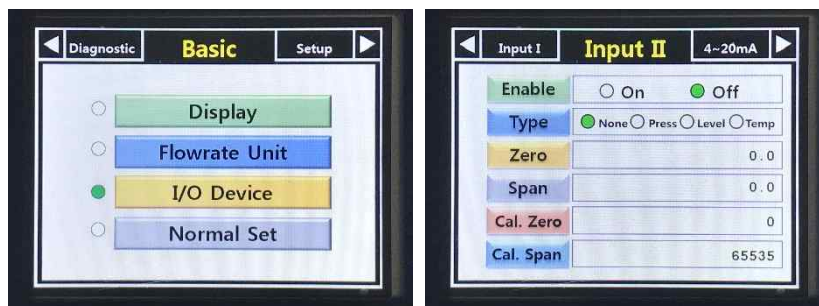 Diagnostic Basic Setup
Display
Flowrate Unit
I/O Device
Normal Set
Input I Input II 4~20mA
Enable On Off
Type None Press Level Temp
Zero 0.0
Span 0.0
Cal. Zero 0
Cal. Span 65535